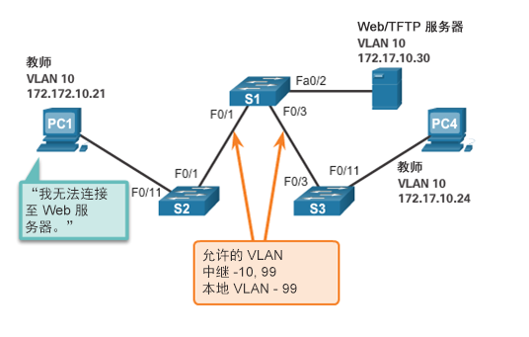 Web/TFTP 服务器
VLAN 10
172.17.10.30
教师
VLAN 10
172.172.10.21
Fa0/2
S1
PC1
F0/1
F0/3
PC4
F0/1
F0/11
教师
VLAN 10
172.17.10.24
“我无法连接
至 Web 服
务器。”
F0/11
S2
F0/3
S3
允许的 VLAN
中继 -10, 99
本地 VLAN - 99